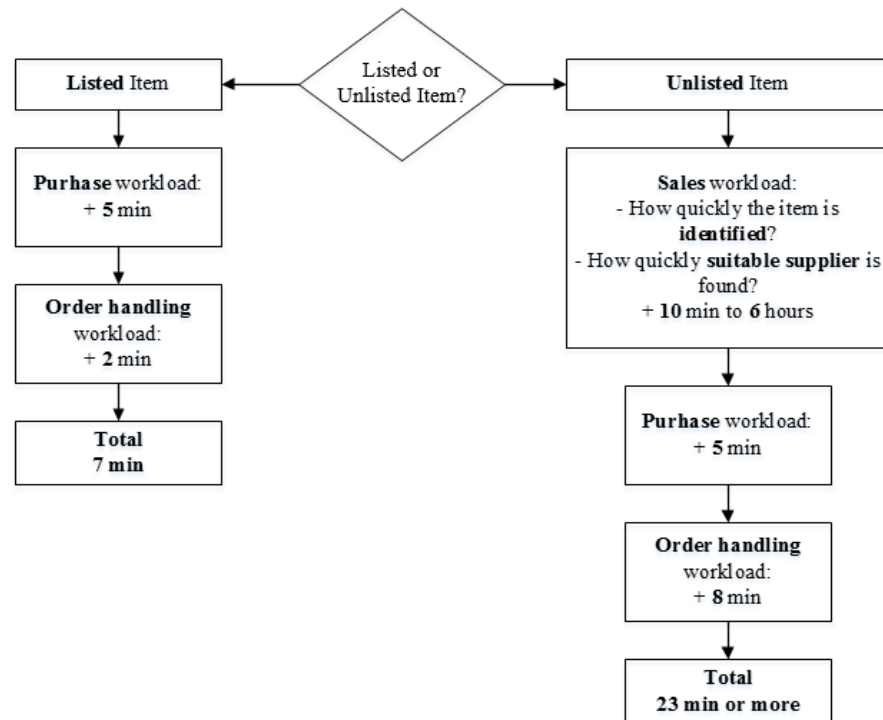 Listed or
Unlisted Item?
Listed Item
Purhase workload:
+ 5 min
Order handling
workload:
+ 2 min
Total
7 min
Unlisted Item
Sales workload:
- How quickly the item is
identified?
- How quickly suitable supplier is
found?
+ 10 min to 6 hours
Purhase workload:
+ 5 min
Order handling
workload:
+ 8 min
Total
23 min or more